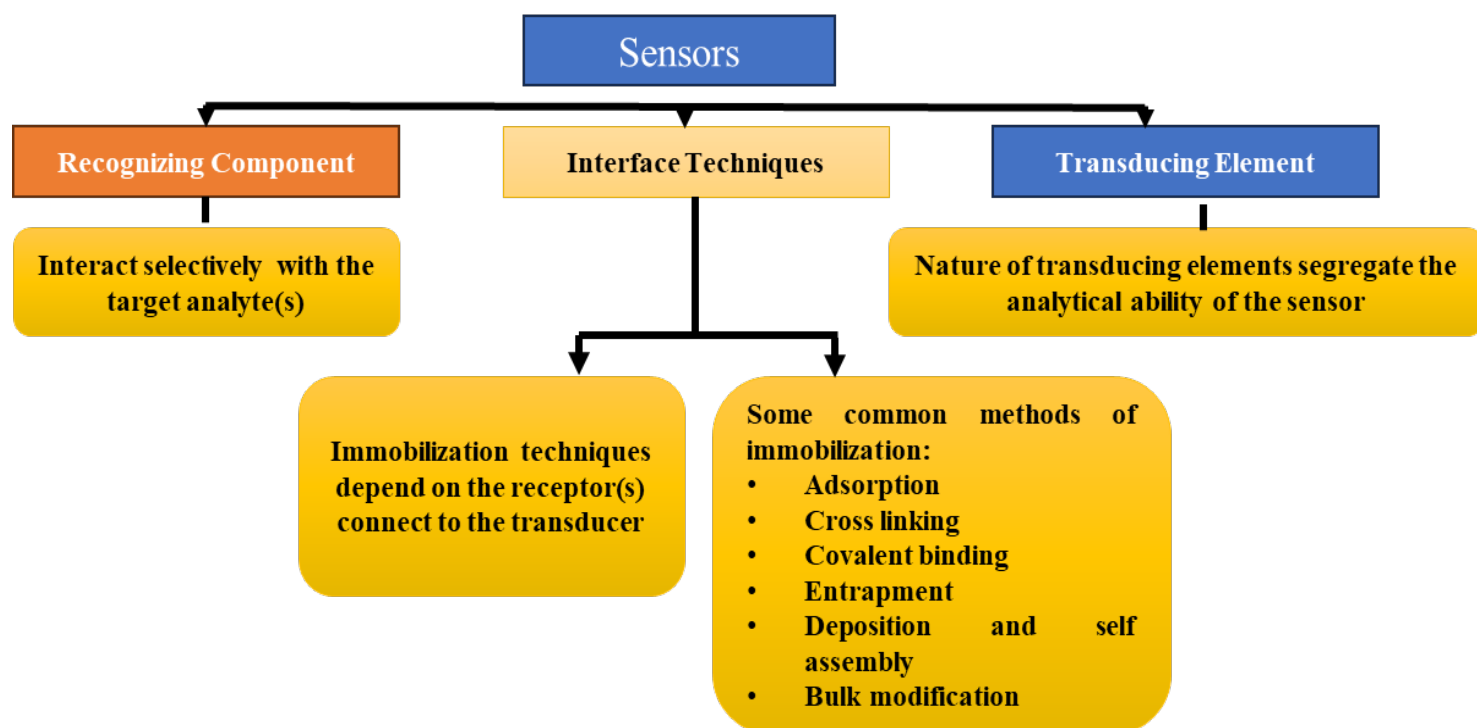 Sensors
Recognizing Component
Interface Techniques
Transducing Element
Interact selectively with the
target analyte(s)
Nature of transducing elements segregate the
analytical ability of the sensor
Immobilization techniques
depend on the receptor(s)
connect to the transducer
Some common methods of
immobilization:
• Adsorption
• Cross linking
• Covalent binding
• Entrapment
• Deposition and self
assembly
• Bulk modification